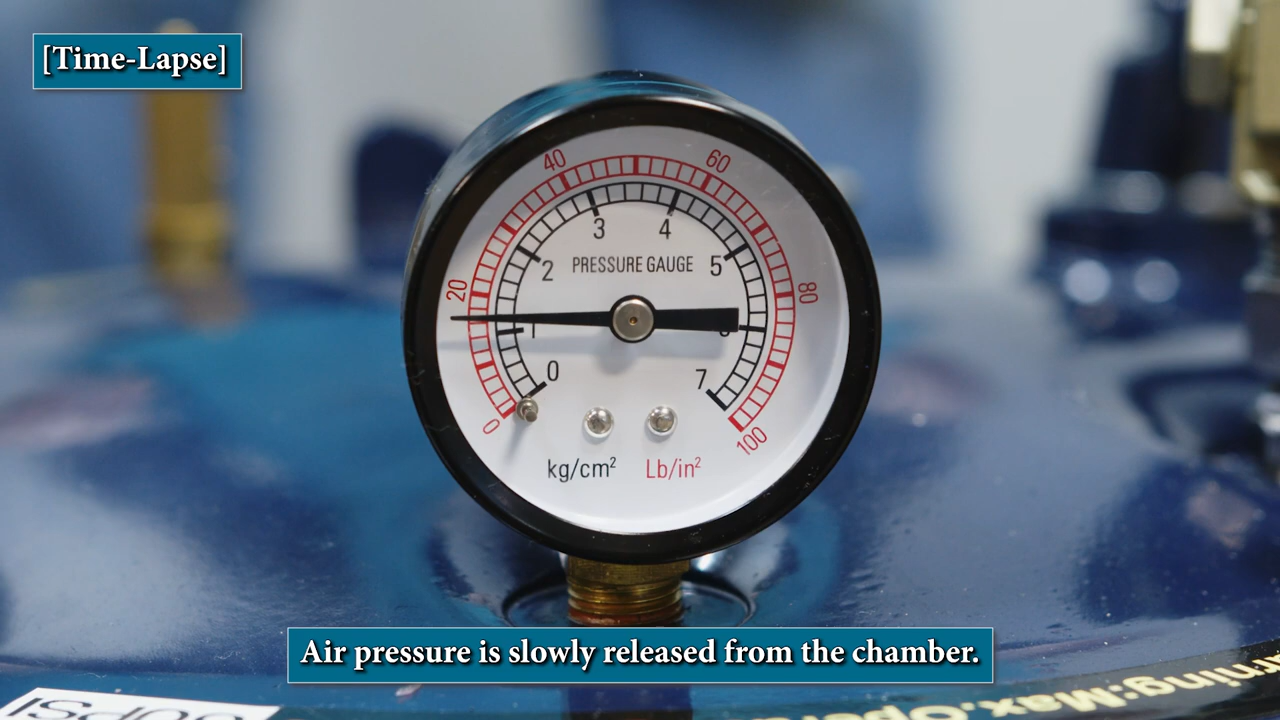 [Time-Lapse]
40 60
3 4
2 PRESSURE GAUGE 5
20 80
1
0 7
0 100
kg/cm² Lb/in²
Air pressure is slowly released from the chamber.